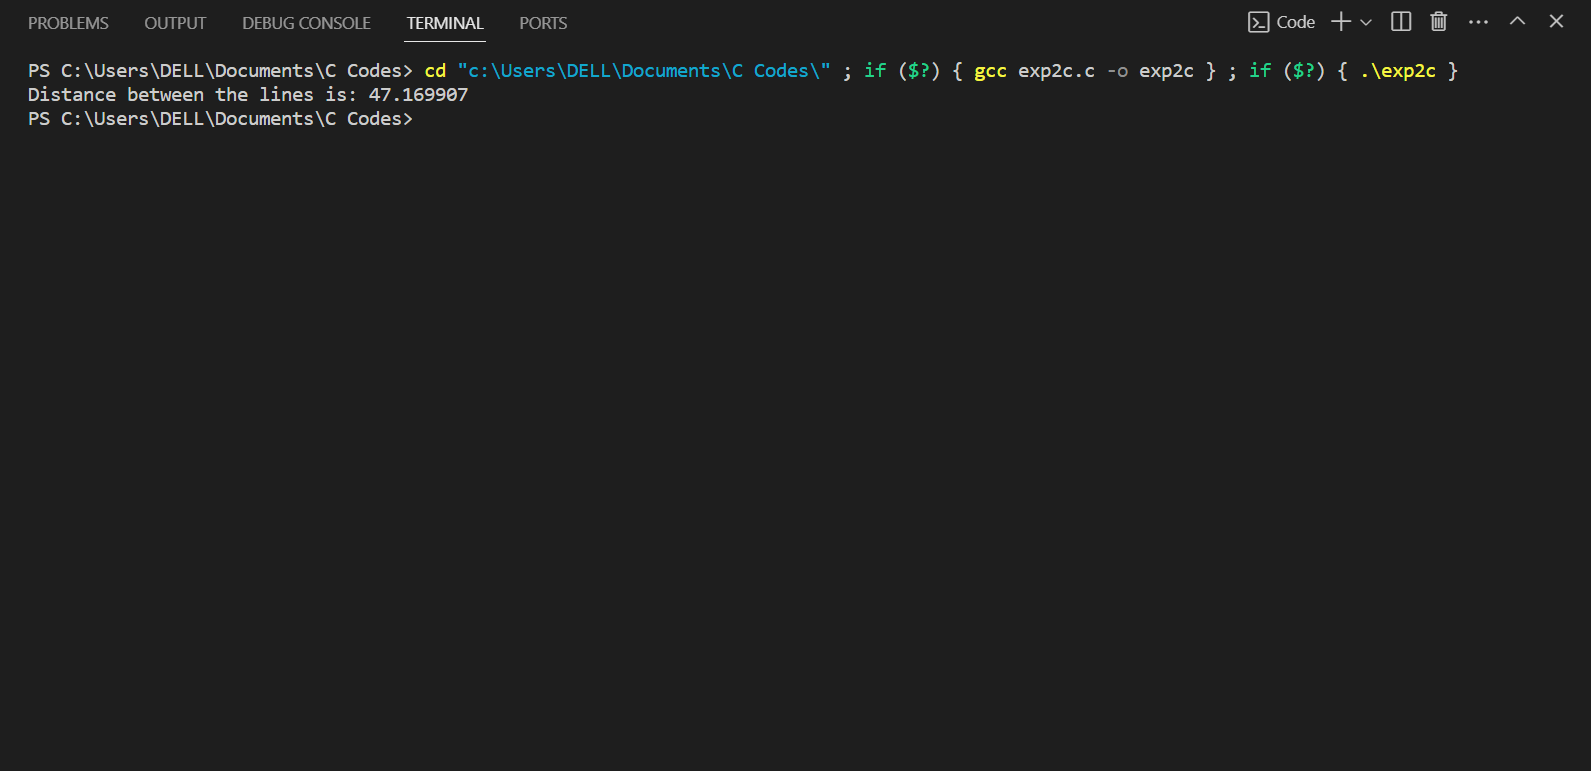 PROBLEMS OUTPUT DEBUG CONSOLE TERMINAL PORTS Code
PS C:\Users\DELL\Documents\C Codes> cd "c:\Users\DELL\Documents\C Codes\" ; if ($?) { gcc exp2c.c -o exp2c } ; if ($?) { .\exp2c }
Distance between the lines is: 47.169907
PS C:\Users\DELL\Documents\C Codes>